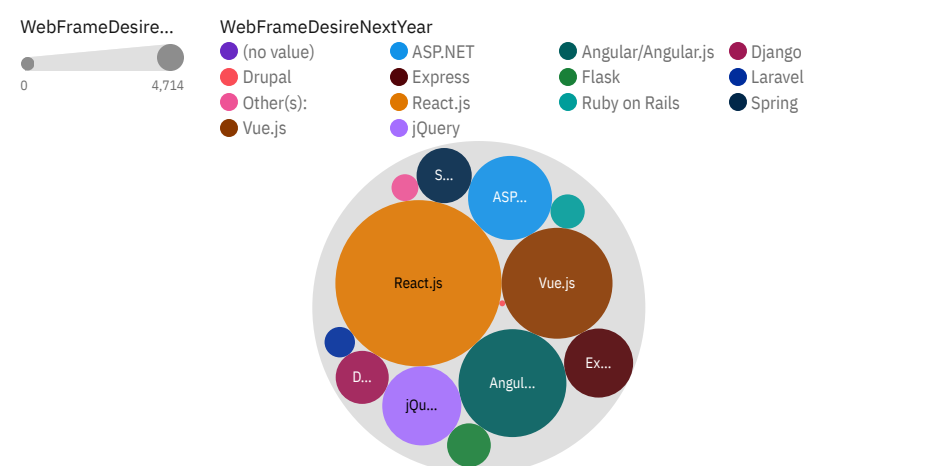 WebFrameDesire...
0 4,714
WebFrameDesireNextYear
(no value) ASP.NET Angular/Angular.js Django
Drupal Express Flask Laravel
Other(s): React.js Ruby on Rails Spring
Vue.js jQuery
S...
ASP...
React.js Vue.js
Ex...
D... Angul...
jQu...